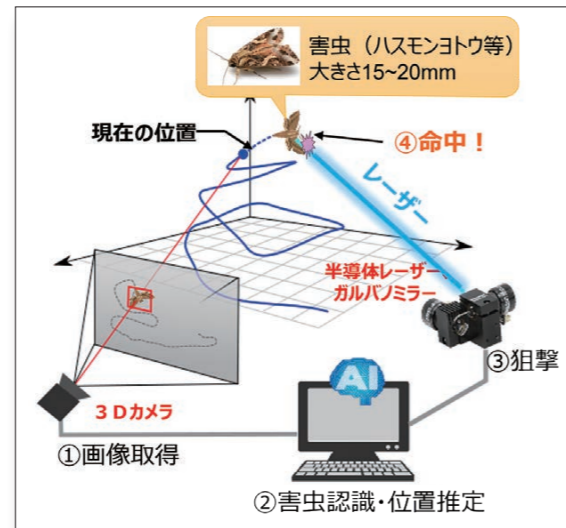 害虫（ハスモンヨトウ等）
大きさ15~20mm
現在の位置
④命中！
レーザー
半導体レーザー
ガルバノミラー
③狙撃
AI
3Dカメラ
①画像取得
②害虫認識・位置推定